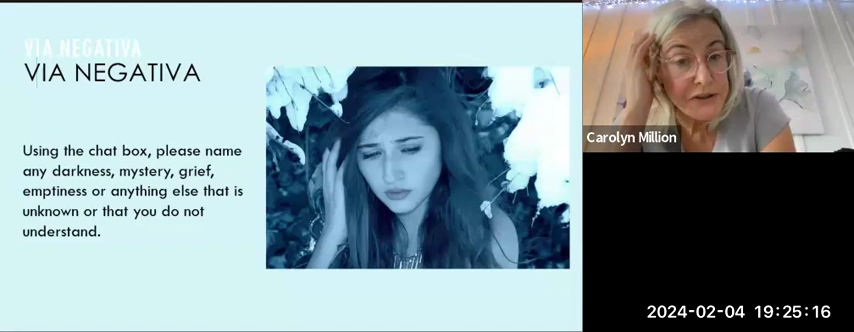 VIA NEGATIVA
VIA NEGATIVA
Using the chat box, please name
any darkness, mystery, grief,
emptiness or anything else that is
unknown or that you do not
understand.
Carolyn Million
2024-02-04 19:25:16